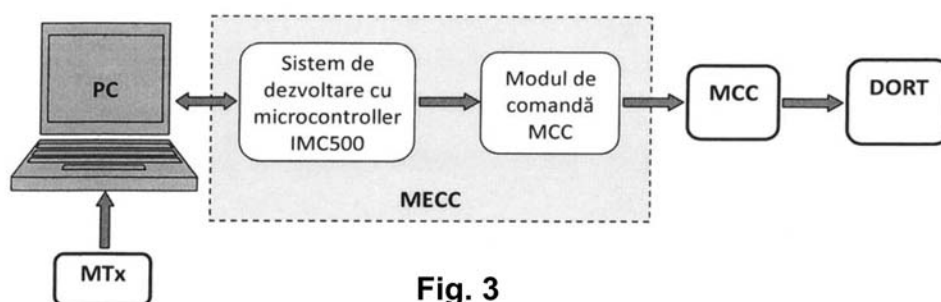 PC
Sistem de
dezvoltare cu
microcontroller
IMC500
Modul de
comandă
MCC
MCC
DORT
MECC
MTx
Fig. 3